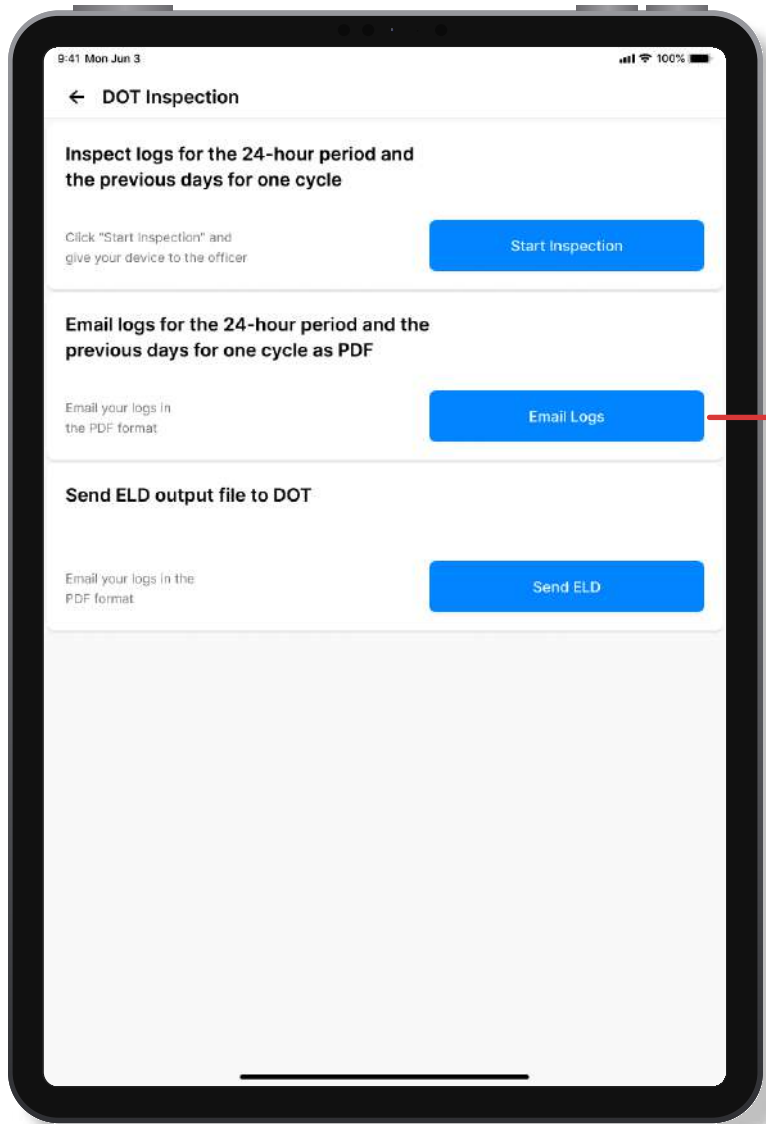 9:41 Mon Jun 3
100%
← DOT Inspection
Inspect logs for the 24-hour period and
the previous days for one cycle
Click "Start Inspection" and
give your device to the officer
Start Inspection
Email logs for the 24-hour period and the
previous days for one cycle as PDF
Email your logs in
the PDF format
Email Logs
Send ELD output file to DOT
Email your logs in the
PDF format
Send ELD